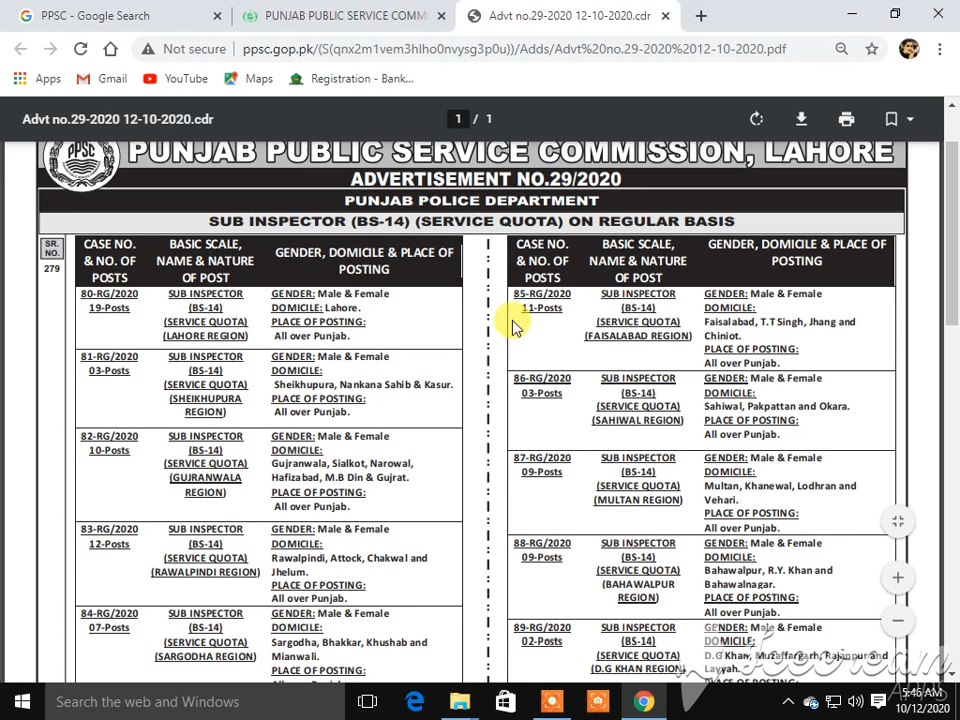 PPSC - Google Search
PUNJAB PUBLIC SERVICE COMMI
Advt no.29-2020 12-10-2020.pdf
Not secure
ppsc.gop.pk/(S(qnx2m1vem3hlho0nvysg3p0u))/Adds/Advt%20no.29-2020%2012-10-2020.pdf
Apps
Gmail
YouTube
Maps
Registration - Bank...
Advt no.29-2020 12-10-2020.cdr
1 / 1
PPSC
PUNJAB PUBLIC SERVICE COMMISSION, LAHORE
ADVERTISEMENT NO.29/2020
PUNJAB POLICE DEPARTMENT
SUB INSPECTOR (BS-14) (SERVICE QUOTA) ON REGULAR BASIS
SR.
NO.
279
CASE NO.
& NO. OF
POSTS
BASIC SCALE,
NAME & NATURE
OF POST
GENDER, DOMICILE & PLACE OF
POSTING
80-RG/2020
19-Posts
SUB INSPECTOR
(BS-14)
(SERVICE QUOTA)
(LAHORE REGION)
GENDER: Male & Female
DOMICILE: Lahore.
PLACE OF POSTING:
All over Punjab.
81-RG/2020
03-Posts
SUB INSPECTOR
(BS-14)
(SERVICE QUOTA)
(SHEIKHUPURA
REGION)
GENDER: Male & Female
DOMICILE:
Sheikhupura, Nankana Sahib & Kasur.
PLACE OF POSTING:
All over Punjab.
82-RG/2020
10-Posts
SUB INSPECTOR
(BS-14)
(SERVICE QUOTA)
(GUJRANWALA
REGION)
GENDER: Male & Female
DOMICILE:
Gujranwala, Sialkot, Narowal,
Hafizabad, M.B Din & Gujrat.
PLACE OF POSTING:
All over Punjab.
83-RG/2020
12-Posts
SUB INSPECTOR
(BS-14)
(SERVICE QUOTA)
(RAWALPINDI REGION)
GENDER: Male & Female
DOMICILE:
Rawalpindi, Attock, Chakwal and
Jhelum.
PLACE OF POSTING:
All over Punjab.
84-RG/2020
07-Posts
SUB INSPECTOR
(BS-14)
(SERVICE QUOTA)
(SARGODHA REGION)
GENDER: Male & Female
DOMICILE:
Sargodha, Bhakkar, Khushab and
Mianwali.
PLACE OF POSTING:
CASE NO.
& NO. OF
POSTS
BASIC SCALE,
NAME & NATURE
OF POST
GENDER, DOMICILE & PLACE OF
POSTING
85-RG/2020
11-Posts
SUB INSPECTOR
(BS-14)
(SERVICE QUOTA)
(FAISALABAD REGION)
GENDER: Male & Female
DOMICILE:
Faisalabad, T.T Singh, Jhang and
Chiniot.
PLACE OF POSTING:
All over Punjab.
86-RG/2020
03-Posts
SUB INSPECTOR
(BS-14)
(SERVICE QUOTA)
(SAHIWAL REGION)
GENDER: Male & Female
DOMICILE:
Sahiwal, Pakpattan and Okara.
PLACE OF POSTING:
All over Punjab.
87-RG/2020
09-Posts
SUB INSPECTOR
(BS-14)
(SERVICE QUOTA)
(MULTAN REGION)
GENDER: Male & Female
DOMICILE:
Multan, Khanewal, Lodhran and
Vehari.
PLACE OF POSTING:
All over Punjab.
88-RG/2020
09-Posts
SUB INSPECTOR
(BS-14)
(SERVICE QUOTA)
(BAHAWALPUR
REGION)
GENDER: Male & Female
DOMICILE:
Bahawalpur, R.Y. Khan and
Bahawalnagar.
PLACE OF POSTING:
All over Punjab.
89-RG/2020
02-Posts
SUB INSPECTOR
(BS-14)
(SERVICE QUOTA)
(D.G KHAN REGION)
GENDER: Male & Female
DOMICILE:
D.G Khan, Muzaffargarh, Rajanpur and
Layyah.
Icecream
Apps
Search the web and Windows
5:46 AM
10/12/2020